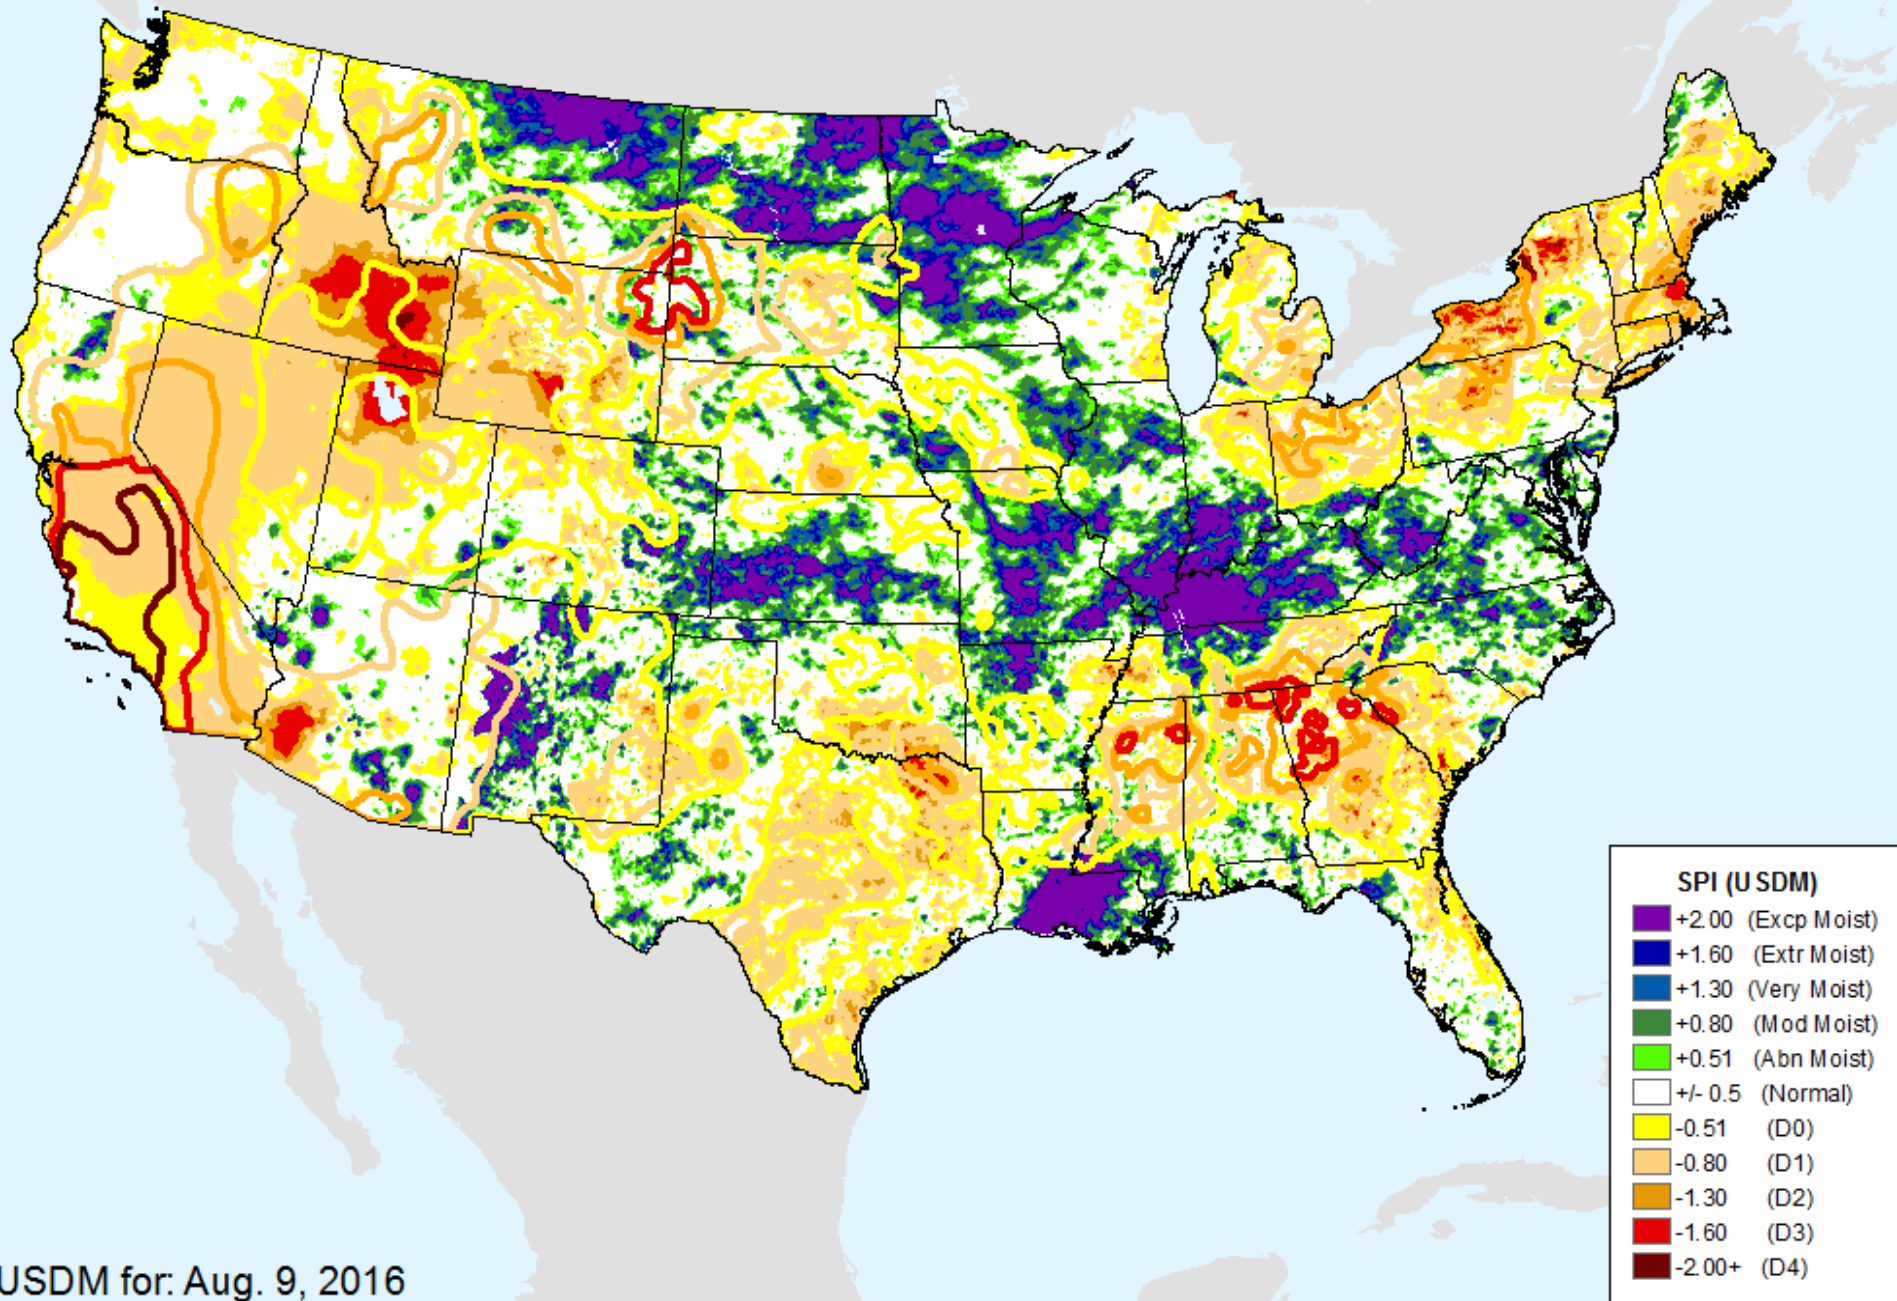 SPI (USDM)
+2.00 (Excp Moist)
+1.60 (Extr Moist)
+1.30 (Very Moist)
+0.80 (Mod Moist)
+0.51 (Abn Moist)
+/- 0.5 (Normal)
-0.51 (D0)
-0.80 (D1)
-1.30 (D2)
-1.60 (D3)
-2.00+ (D4)
USDM for: Aug. 9, 2016